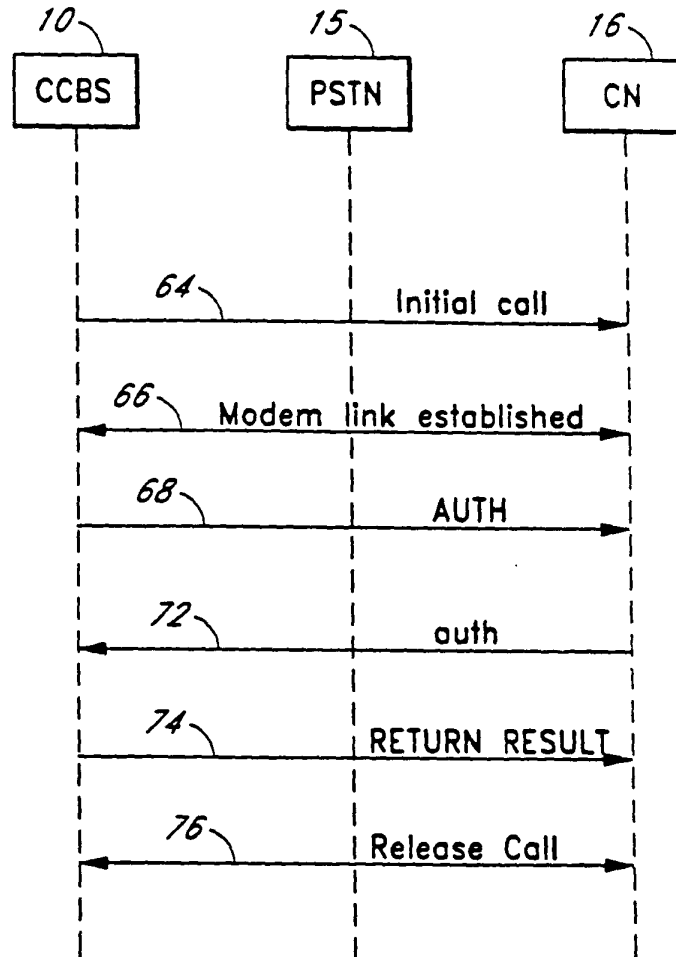 10 15 16
CCBS PSTN CN
64 Initial call
66 Modem link established
68 AUTH
72 auth
74 RETURN RESULT
76 Release Call